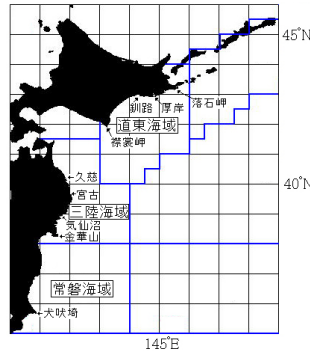 45°N
釧路
厚岸
落石岬
道東海域
襟裳岬
久慈
40°N
宮古
三陸海域
気仙沼
金華山
常磐海域
犬吠埼
145°E